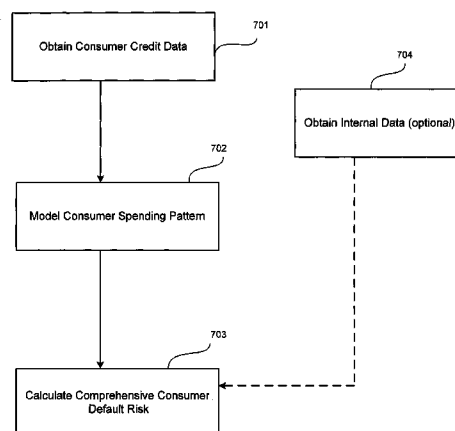 701
Obtain Consumer Credit Data
704
Obtain Internal Data (optional)
702
Model Consumer Spending Pattern
703
Calculate Comprehensive Consumer
Default Risk